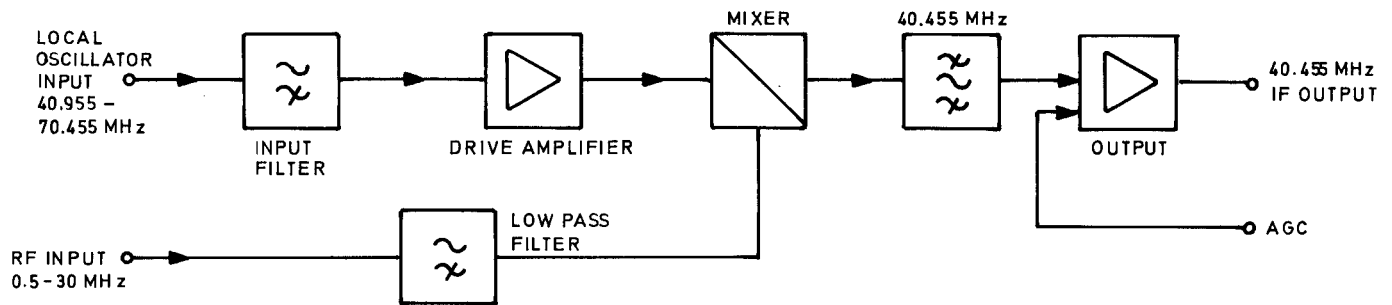 LOCAL
OSCILLATOR
INPUT
40.955 –
70.455 MHz
INPUT
FILTER
DRIVE AMPLIFIER
MIXER
40.455 MHz
OUTPUT
40.455 MHz
IF OUTPUT
RF INPUT
0.5 – 30 MHz
LOW PASS
FILTER
AGC